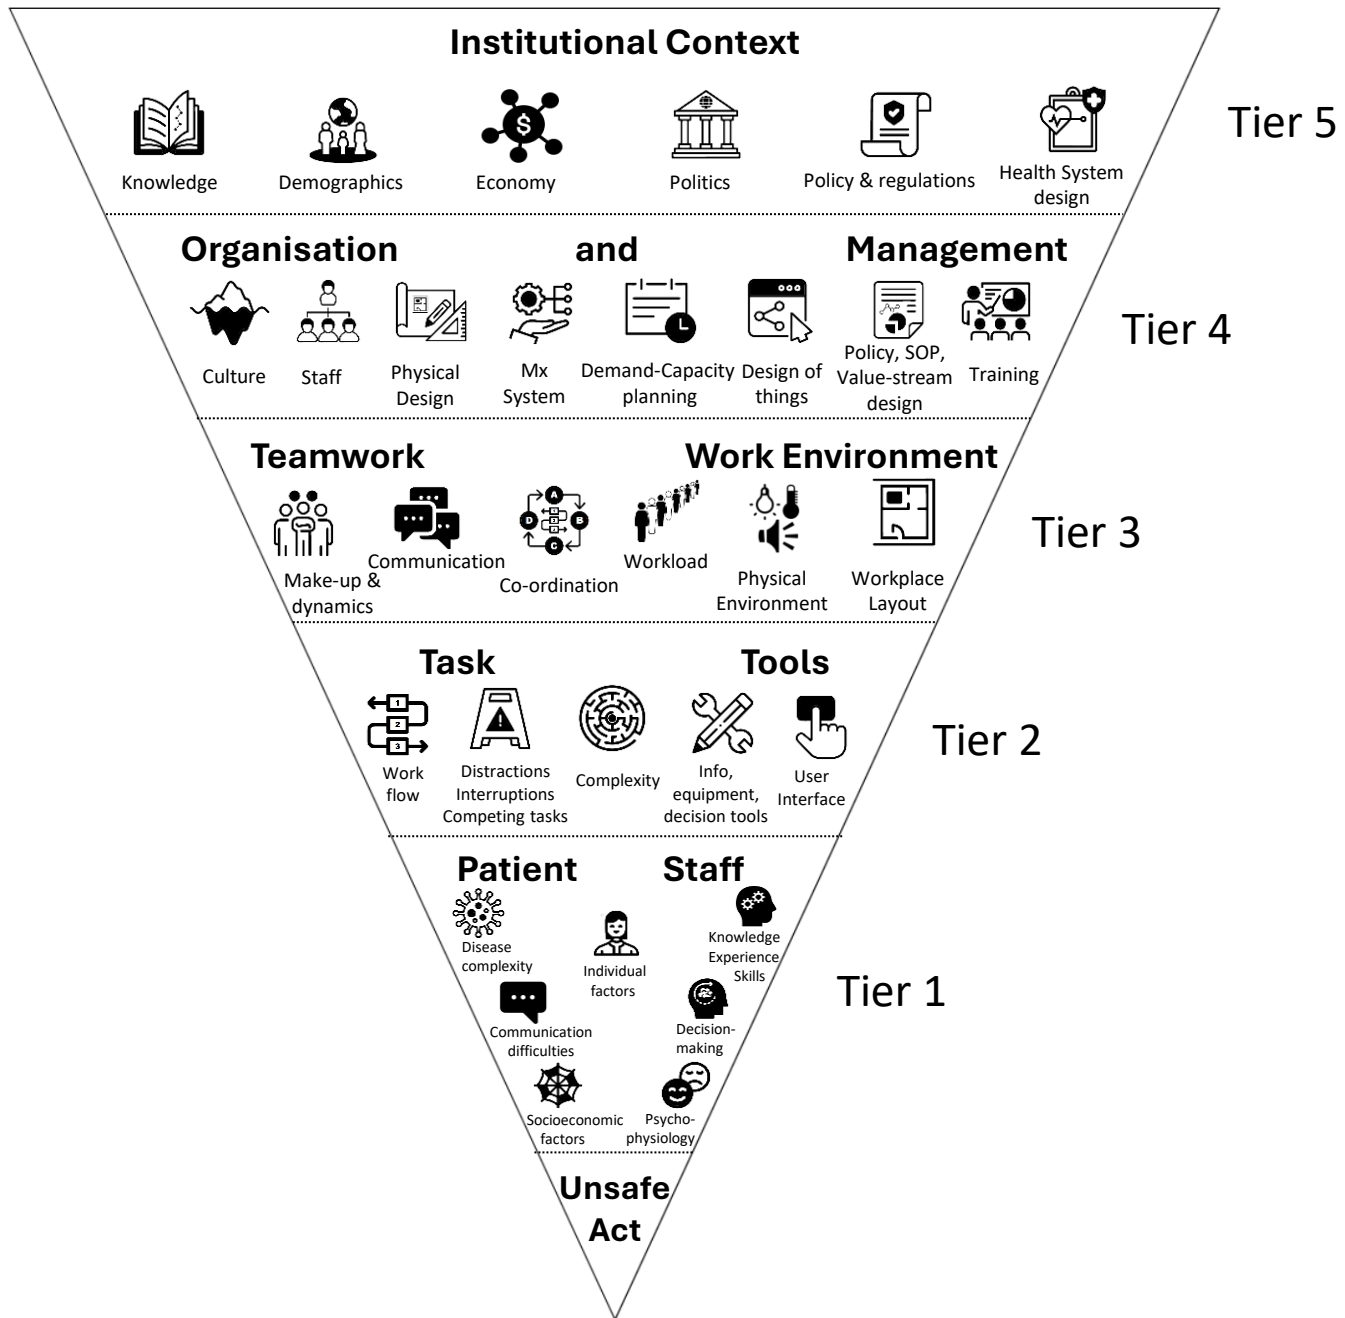 Institutional Context
Knowledge
Demographics
Economy
$
Politics
Policy & regulations
Health System
design
Tier 5
Organisation and Management
Culture
Staff
Physical
Design
Mx
System
Demand-Capacity
planning
Design of
things
Policy, SOP,
Value-stream
design
Training
Tier 4
Teamwork
Work Environment
Make-up &
dynamics
Communication
A
B
C
D
Co-ordination
Workload
Physical
Environment
Workplace
Layout
Tier 3
Task
Tools
1
2
3
Work
flow
Distractions
Interruptions
Competing tasks
Complexity
Info,
equipment,
decision tools
User
Interface
Tier 2
Patient
Staff
Disease
complexity
Individual
factors
Knowledge
Experience
Skills
Communication
difficulties
Decision-
making
Socioeconomic
factors
Psycho-
physiology
Tier 1
Unsafe
Act